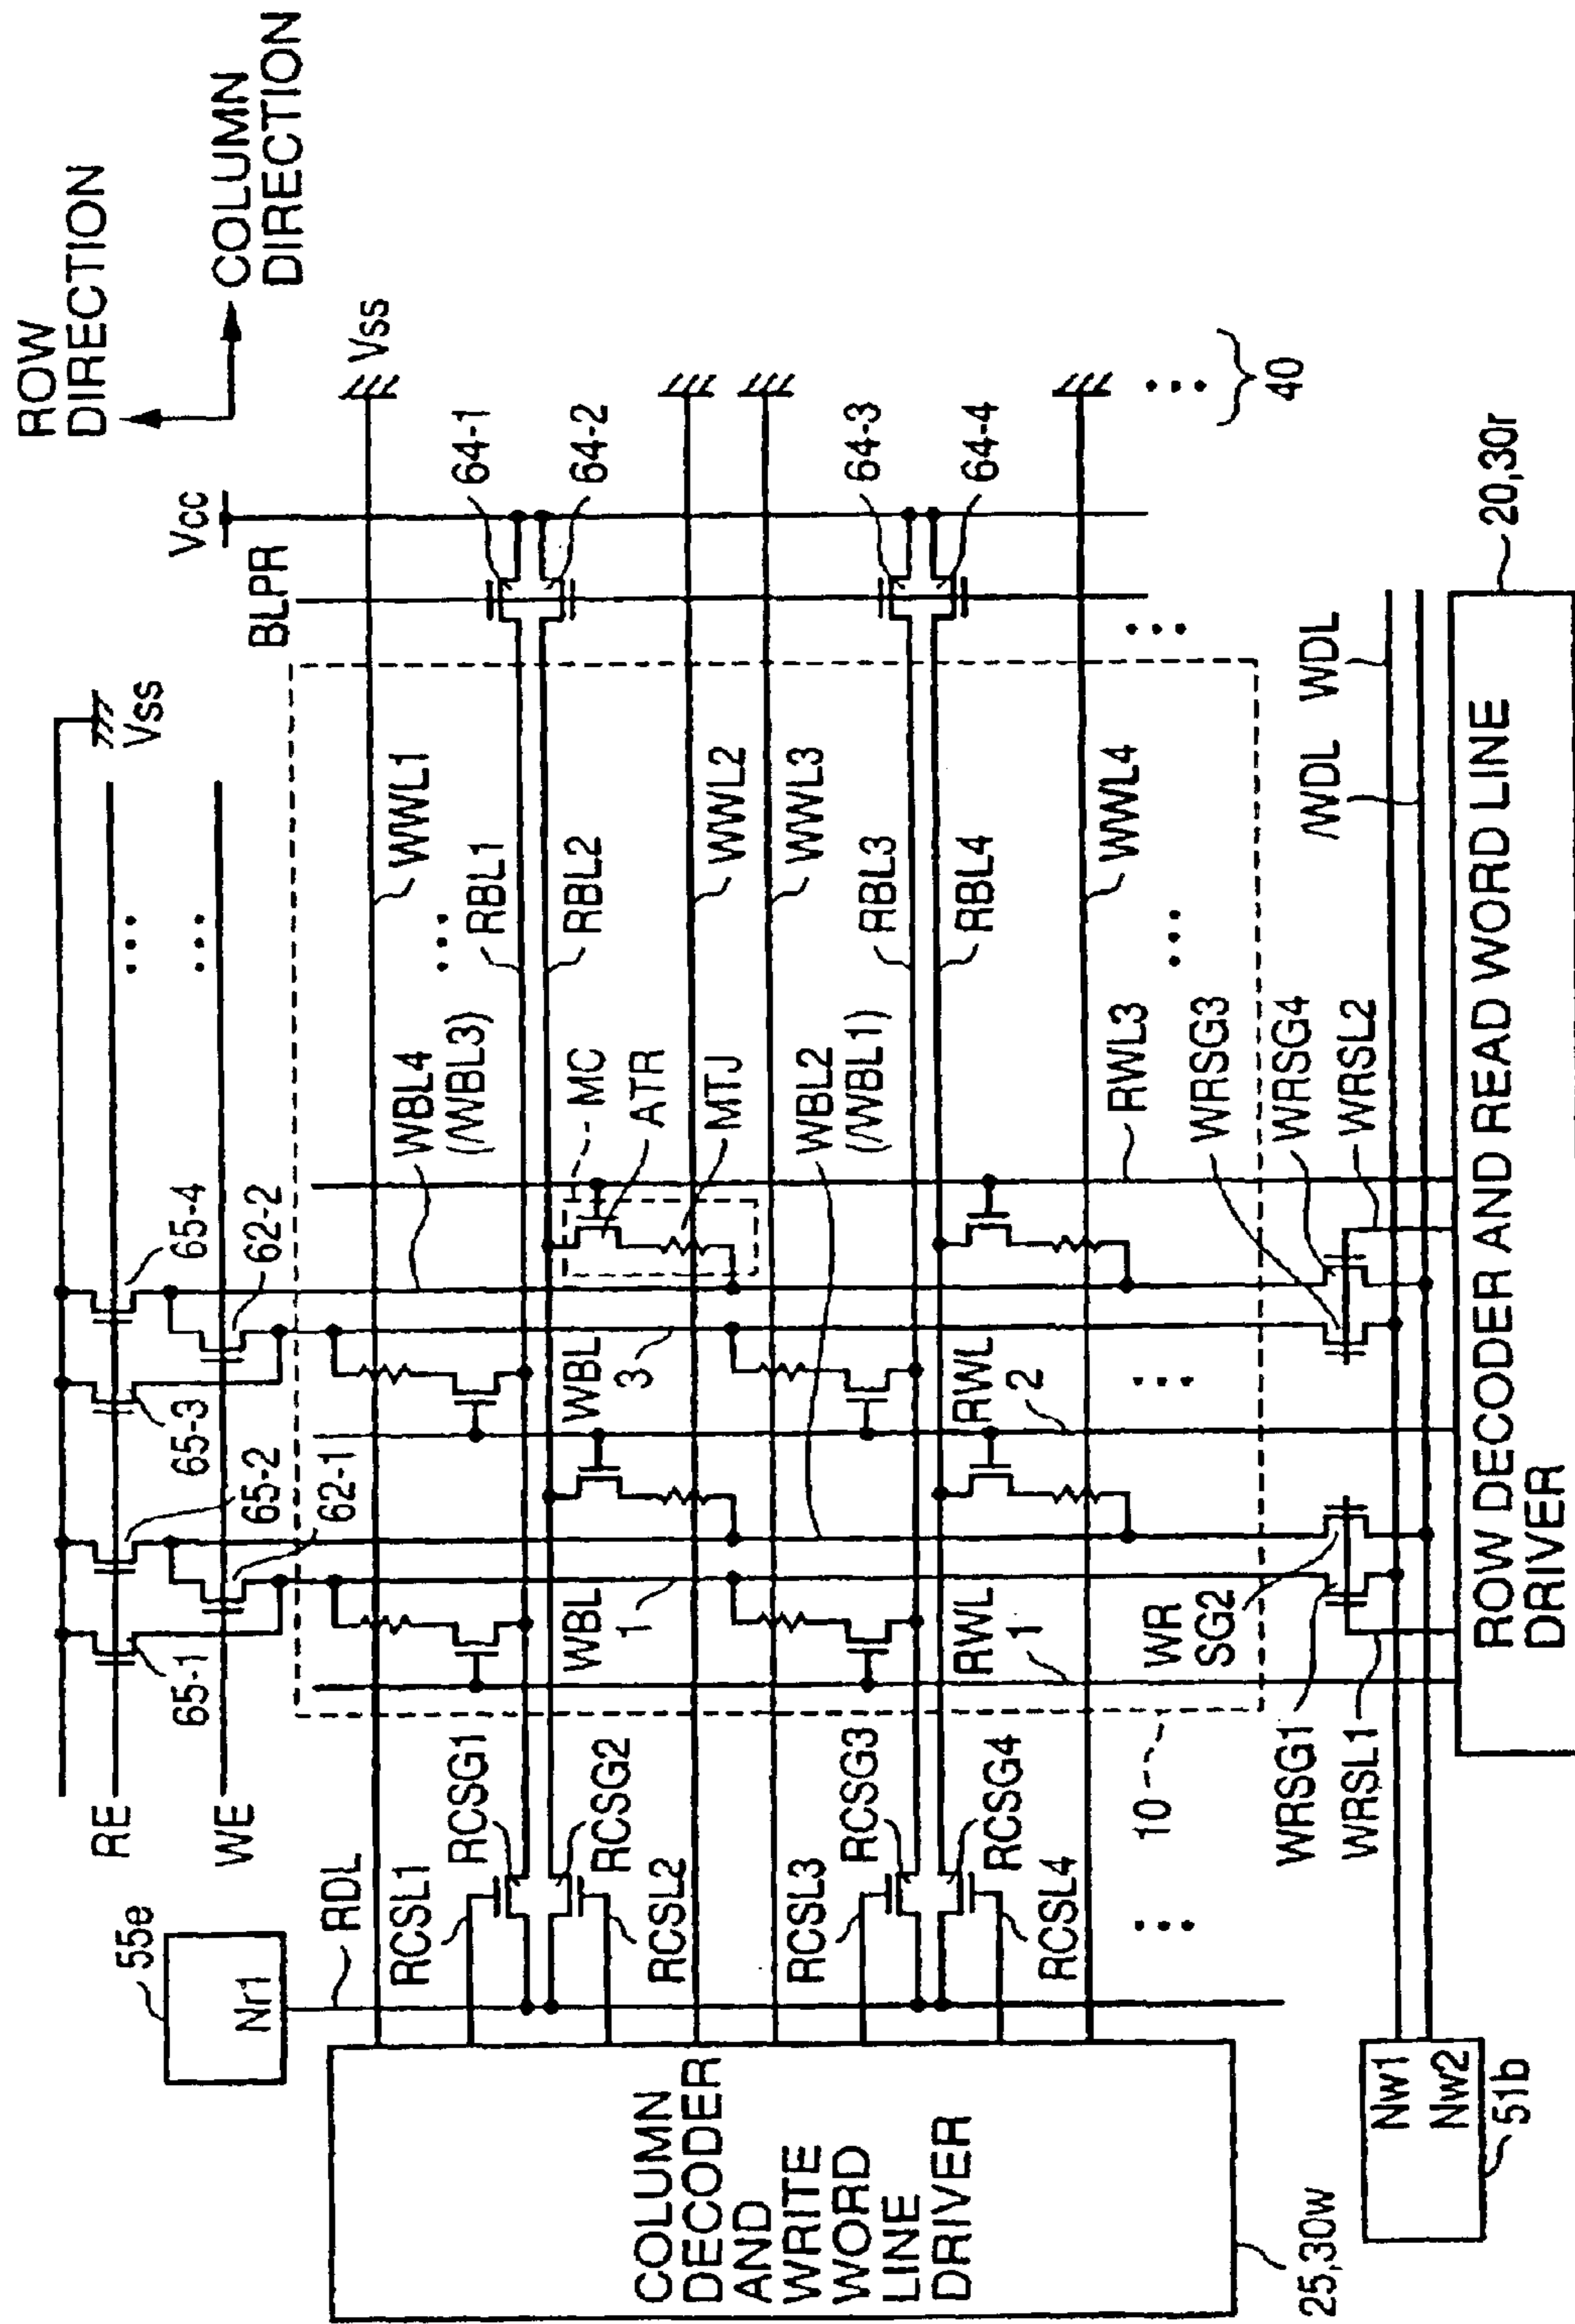 ROW
DIRECTION
COLUMN
DIRECTION
Vss
Vcc
BLPR
64-1
64-2
64-3
64-4
40
20,30r
Vss
65-4
62-2
65-3
65-2
62-1
65-1
RE
WE
55e
Nr1
RDL
WWL1
WBL4
(/WBL3)
RBL1
RBL2
MC
ATR
MTJ
WWL2
WWL3
WBL2
(/WBL1)
RBL3
RBL4
WWL4
RWL3
WBL
3
WBL
1
RWL
2
RWL
1
RCSL1
RCSG1
RCSG2
RCSL2
RCSL3
RCSG3
RCSG4
RCSL4
10
WRSG3
WRSG4
WRSL2
WR
SG2
WRSG1
WRSL1
/WDL
WDL
COLUMN
DECODER
AND
WRITE
WORD
LINE
DRIVER
25,30w
Nw1
Nw2
51b
ROW DECODER AND READ WORD LINE
DRIVER